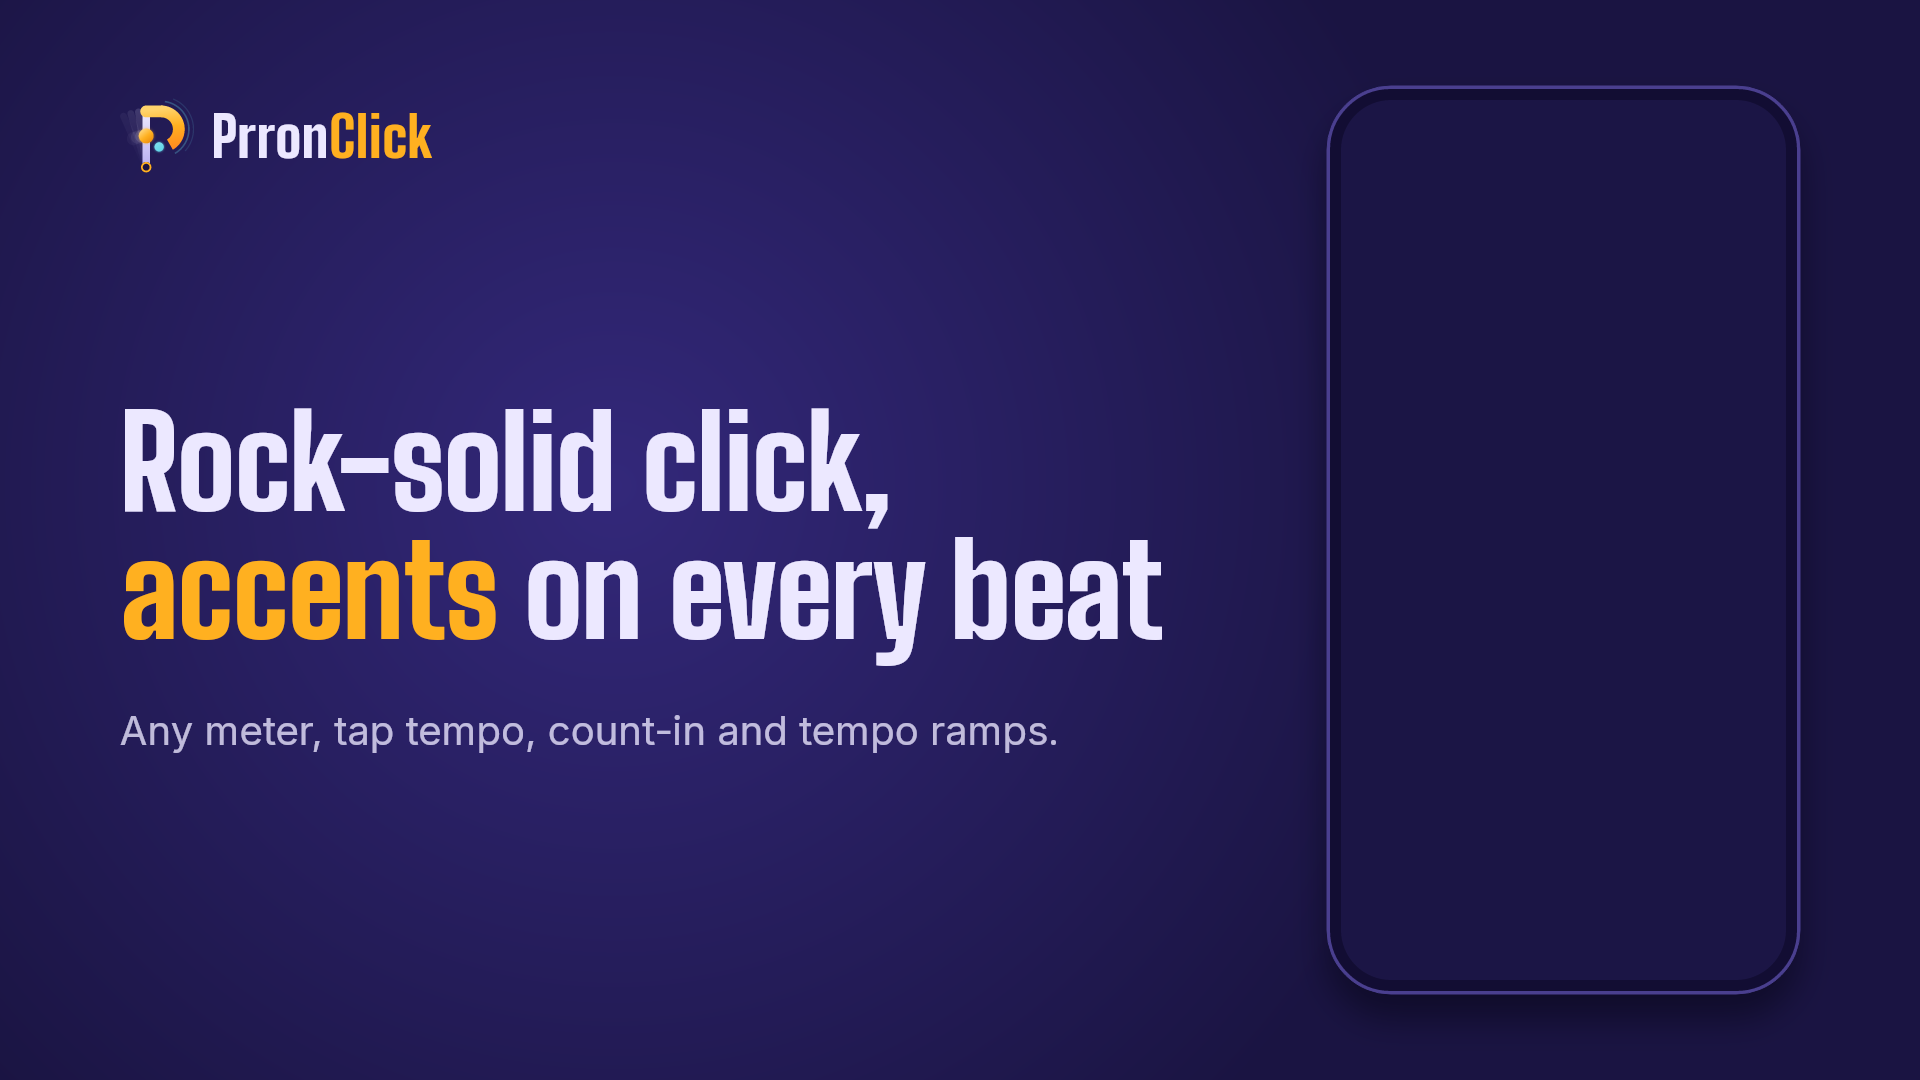 PrronClick
Rock-solid click,
accents on every beat
Any meter, tap tempo, count-in and tempo ramps.